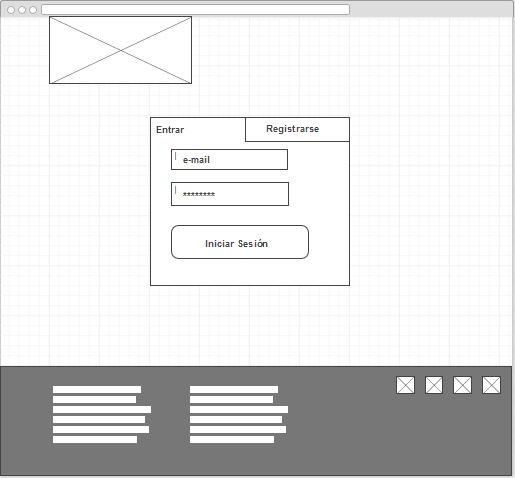 Entrar
Registrarse
e-mail
********
Iniciar Sesión